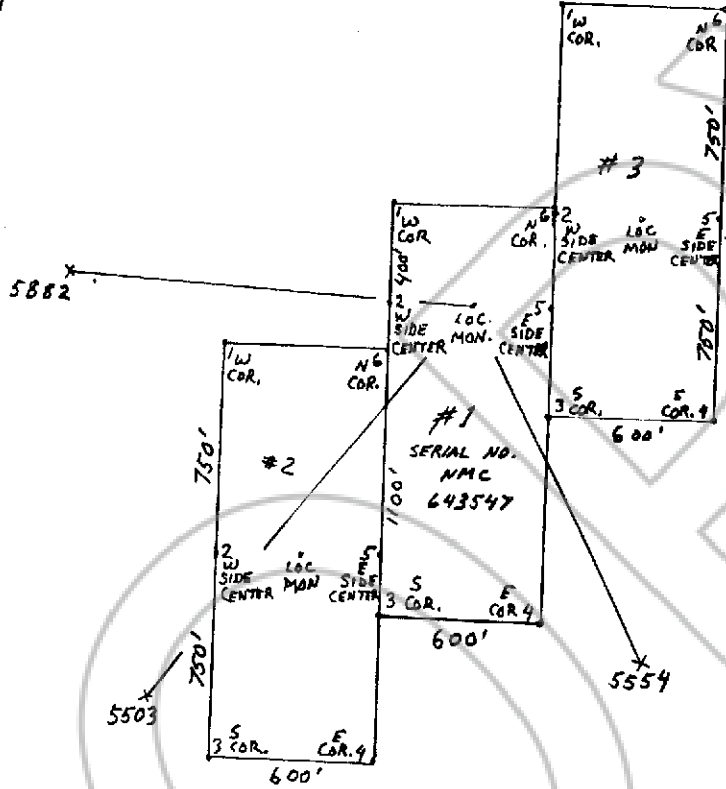 1 W
COR.
N 6
COR
750'
# 3
2
W
SIDE
CENTER
LOC
MON
5
E
SIDE
CENTER
750'
3 S
COR.
E
COR. 4
600'
1 W
COR
N 6
COR.
400'
2
W
SIDE
CENTER
LOC.
MON.
5
E
SIDE
CENTER
# 1
SERIAL NO.
NMC
643547
1100'
3 S
COR.
E
COR 4
600'
5882
1 W
COR.
N 6
COR.
750'
# 2
2
W
SIDE
CENTER
LOC
MON
5
E
SIDE
CENTER
750'
3 S
COR.
E
COR. 4
600'
5503
5554